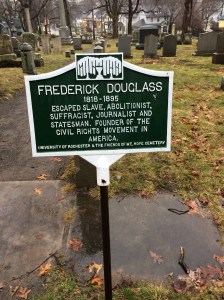 FREDERICK DOUGLASS
1818-1895
ESCAPED SLAVE, ABOLITIONIST,
SUFFRAGIST, JOURNALIST AND
STATESMAN. FOUNDER OF THE
CIVIL RIGHTS MOVEMENT IN
AMERICA.
UNIVERSITY OF ROCHESTER & THE FRIENDS OF MT. HOPE CEMETERY